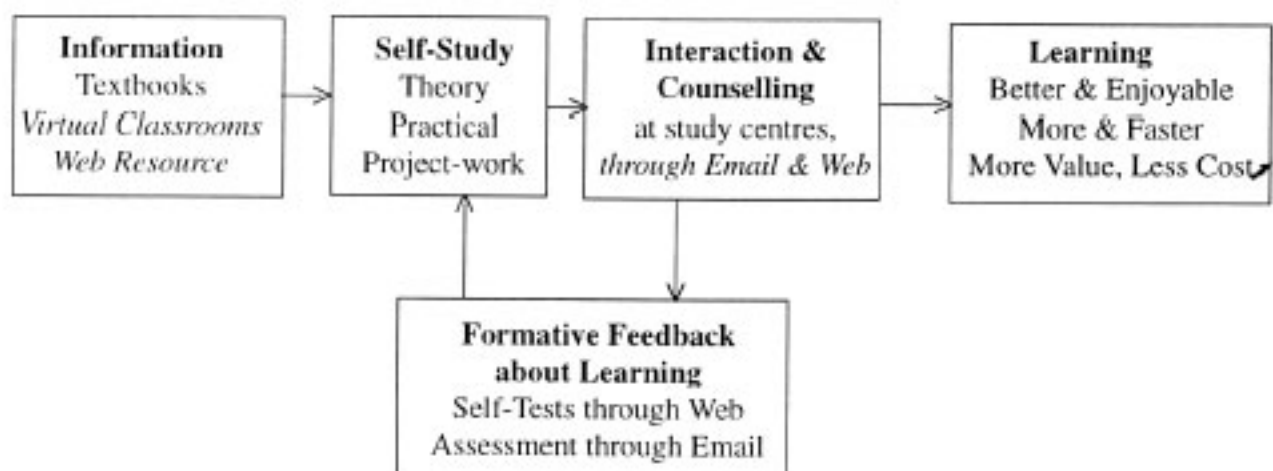 Information
Textbooks
Virtual Classrooms
Web Resource
Self-Study
Theory
Practical
Project-work
Interaction &
Counselling
at study centres,
through Email & Web
Learning
Better & Enjoyable
More & Faster
More Value, Less Cost
Formative Feedback
about Learning
Self-Tests through Web
Assessment through Email